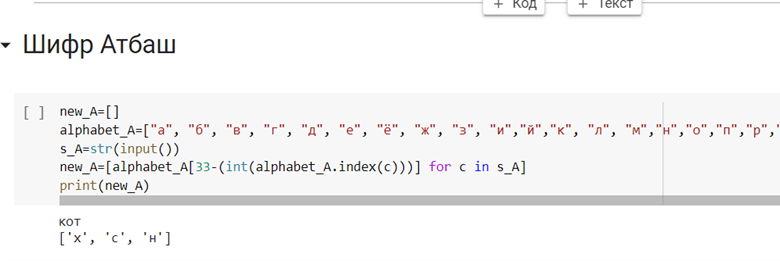 + Код + Текст
Шифр Атбаш
[ ] new_A=[]
alphabet_A=["а", "б", "в", "г", "д", "е", "ё", "ж", "з", "и","й","к", "л", "м","н","о","п","р","
s_A=str(input())
new_A=[alphabet_A[33-(int(alphabet_A.index(c)))] for c in s_A]
print(new_A)
кот
['х', 'с', 'н']